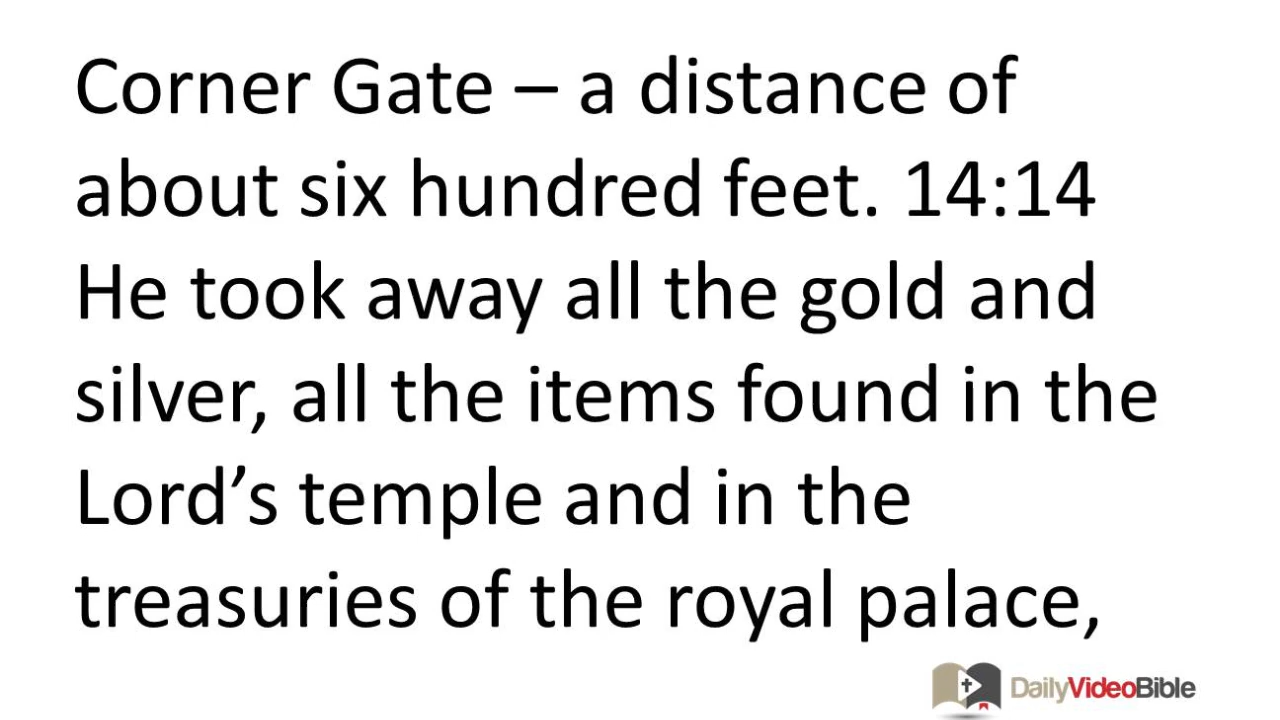 Corner Gate – a distance of
about six hundred feet. 14:14
He took away all the gold and
silver, all the items found in the
Lord’s temple and in the
treasuries of the royal palace,
DailyVideoBible